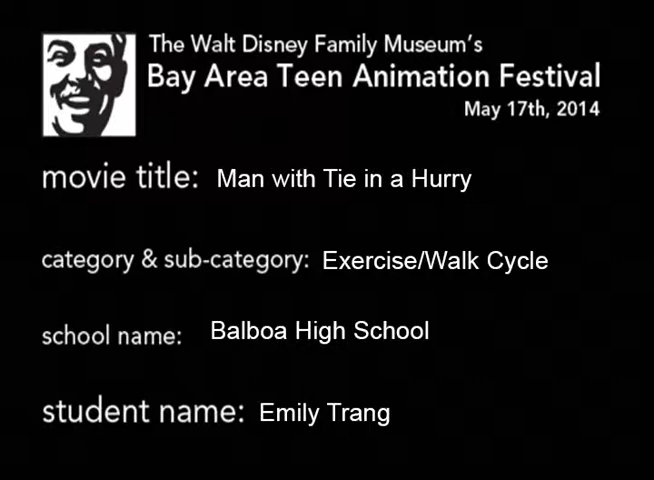 The Walt Disney Family Museum's
Bay Area Teen Animation Festival
May 17th, 2014
movie title: Man with Tie in a Hurry
category & sub-category: Exercise/Walk Cycle
school name: Balboa High School
student name: Emily Trang